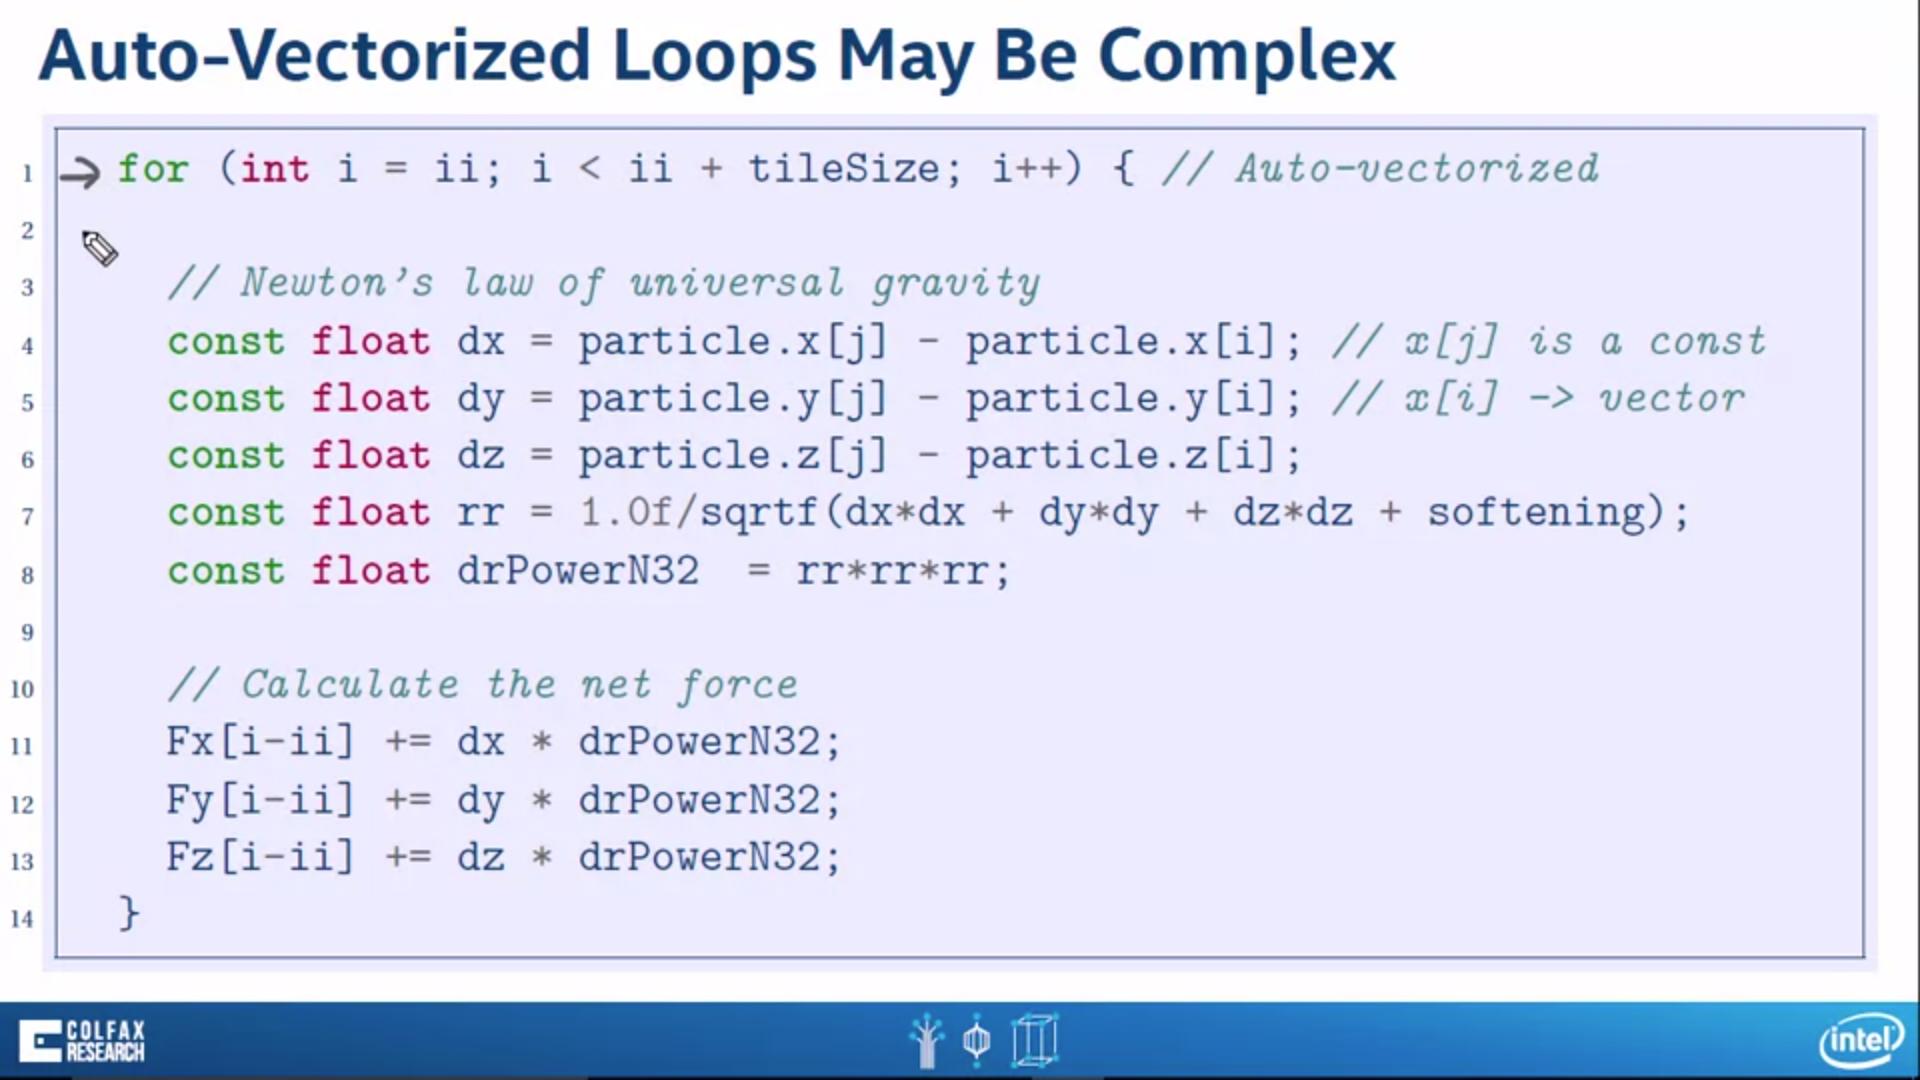 Auto-Vectorized Loops May Be Complex
1 for (int i = ii; i < ii + tileSize; i++) { // Auto-vectorized
2
3 // Newton's law of universal gravity
4 const float dx = particle.x[j] - particle.x[i]; // x[j] is a const
5 const float dy = particle.y[j] - particle.y[i]; // x[i] -> vector
6 const float dz = particle.z[j] - particle.z[i];
7 const float rr = 1.0f/sqrtf(dx*dx + dy*dy + dz*dz + softening);
8 const float drPowerN32 = rr*rr*rr;
9
10 // Calculate the net force
11 Fx[i-ii] += dx * drPowerN32;
12 Fy[i-ii] += dy * drPowerN32;
13 Fz[i-ii] += dz * drPowerN32;
14 }
COLFAX
RESEARCH
intel